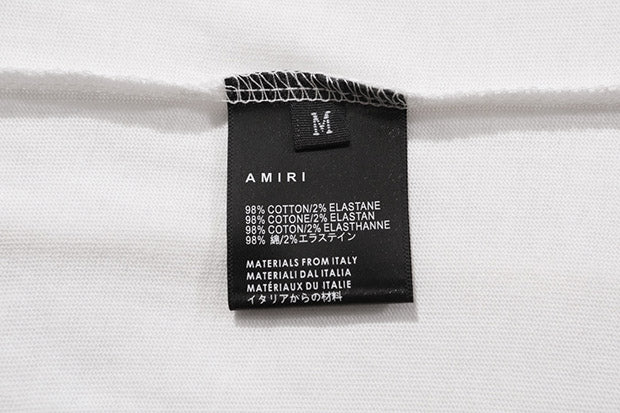 M
AMIRI
98% COTTON/2% ELASTANE
98% COTONE/2% ELASTAN
98% COTON/2% ELASTHANNE
98% 綿/2%エラステイン
MATERIALS FROM ITALY
MATERIALI DAL ITALIA
MATÉRIAUX DU ITALIE
イタリアからの材料